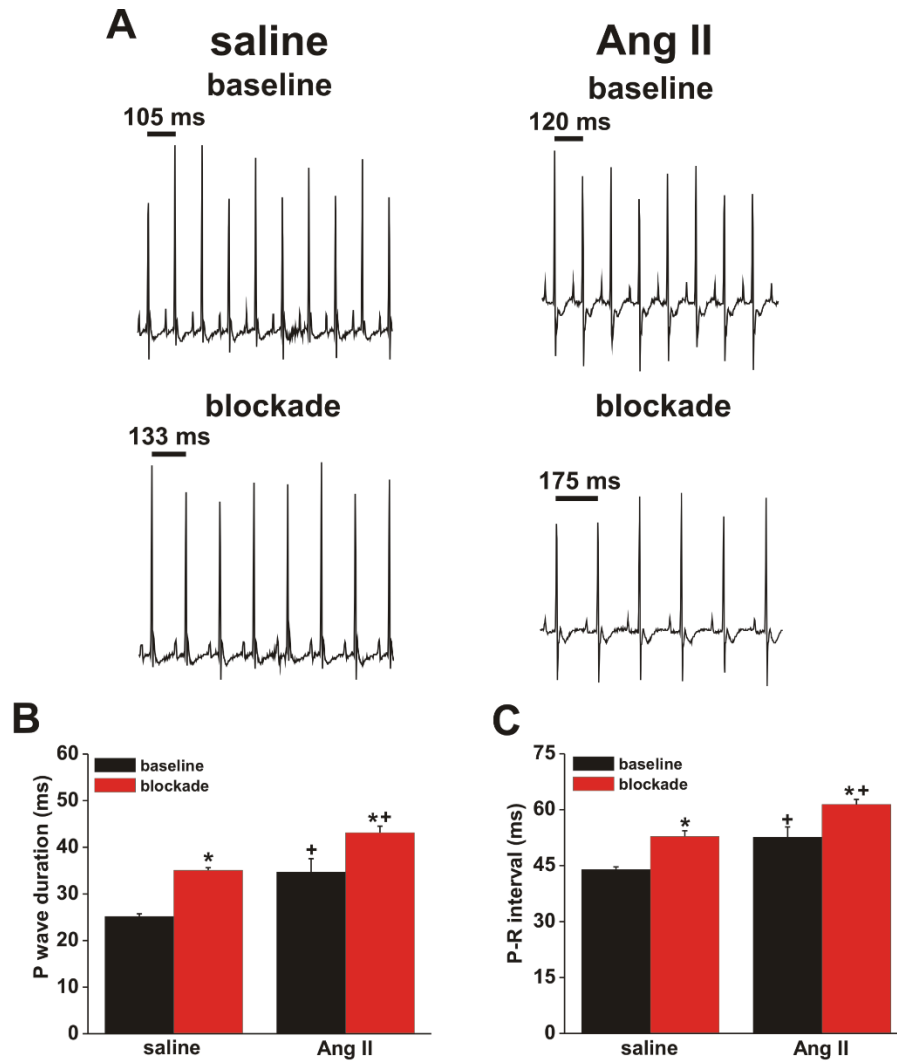 A
saline
baseline
105 ms
Ang II
baseline
120 ms
blockade
133 ms
blockade
175 ms
B
P wave duration (ms)
60
50
40
30
20
10
0
baseline
blockade
*
+
*+
saline
Ang II
C
P-R interval (ms)
75
60
45
30
15
0
baseline
blockade
*
+
*+
saline
Ang II